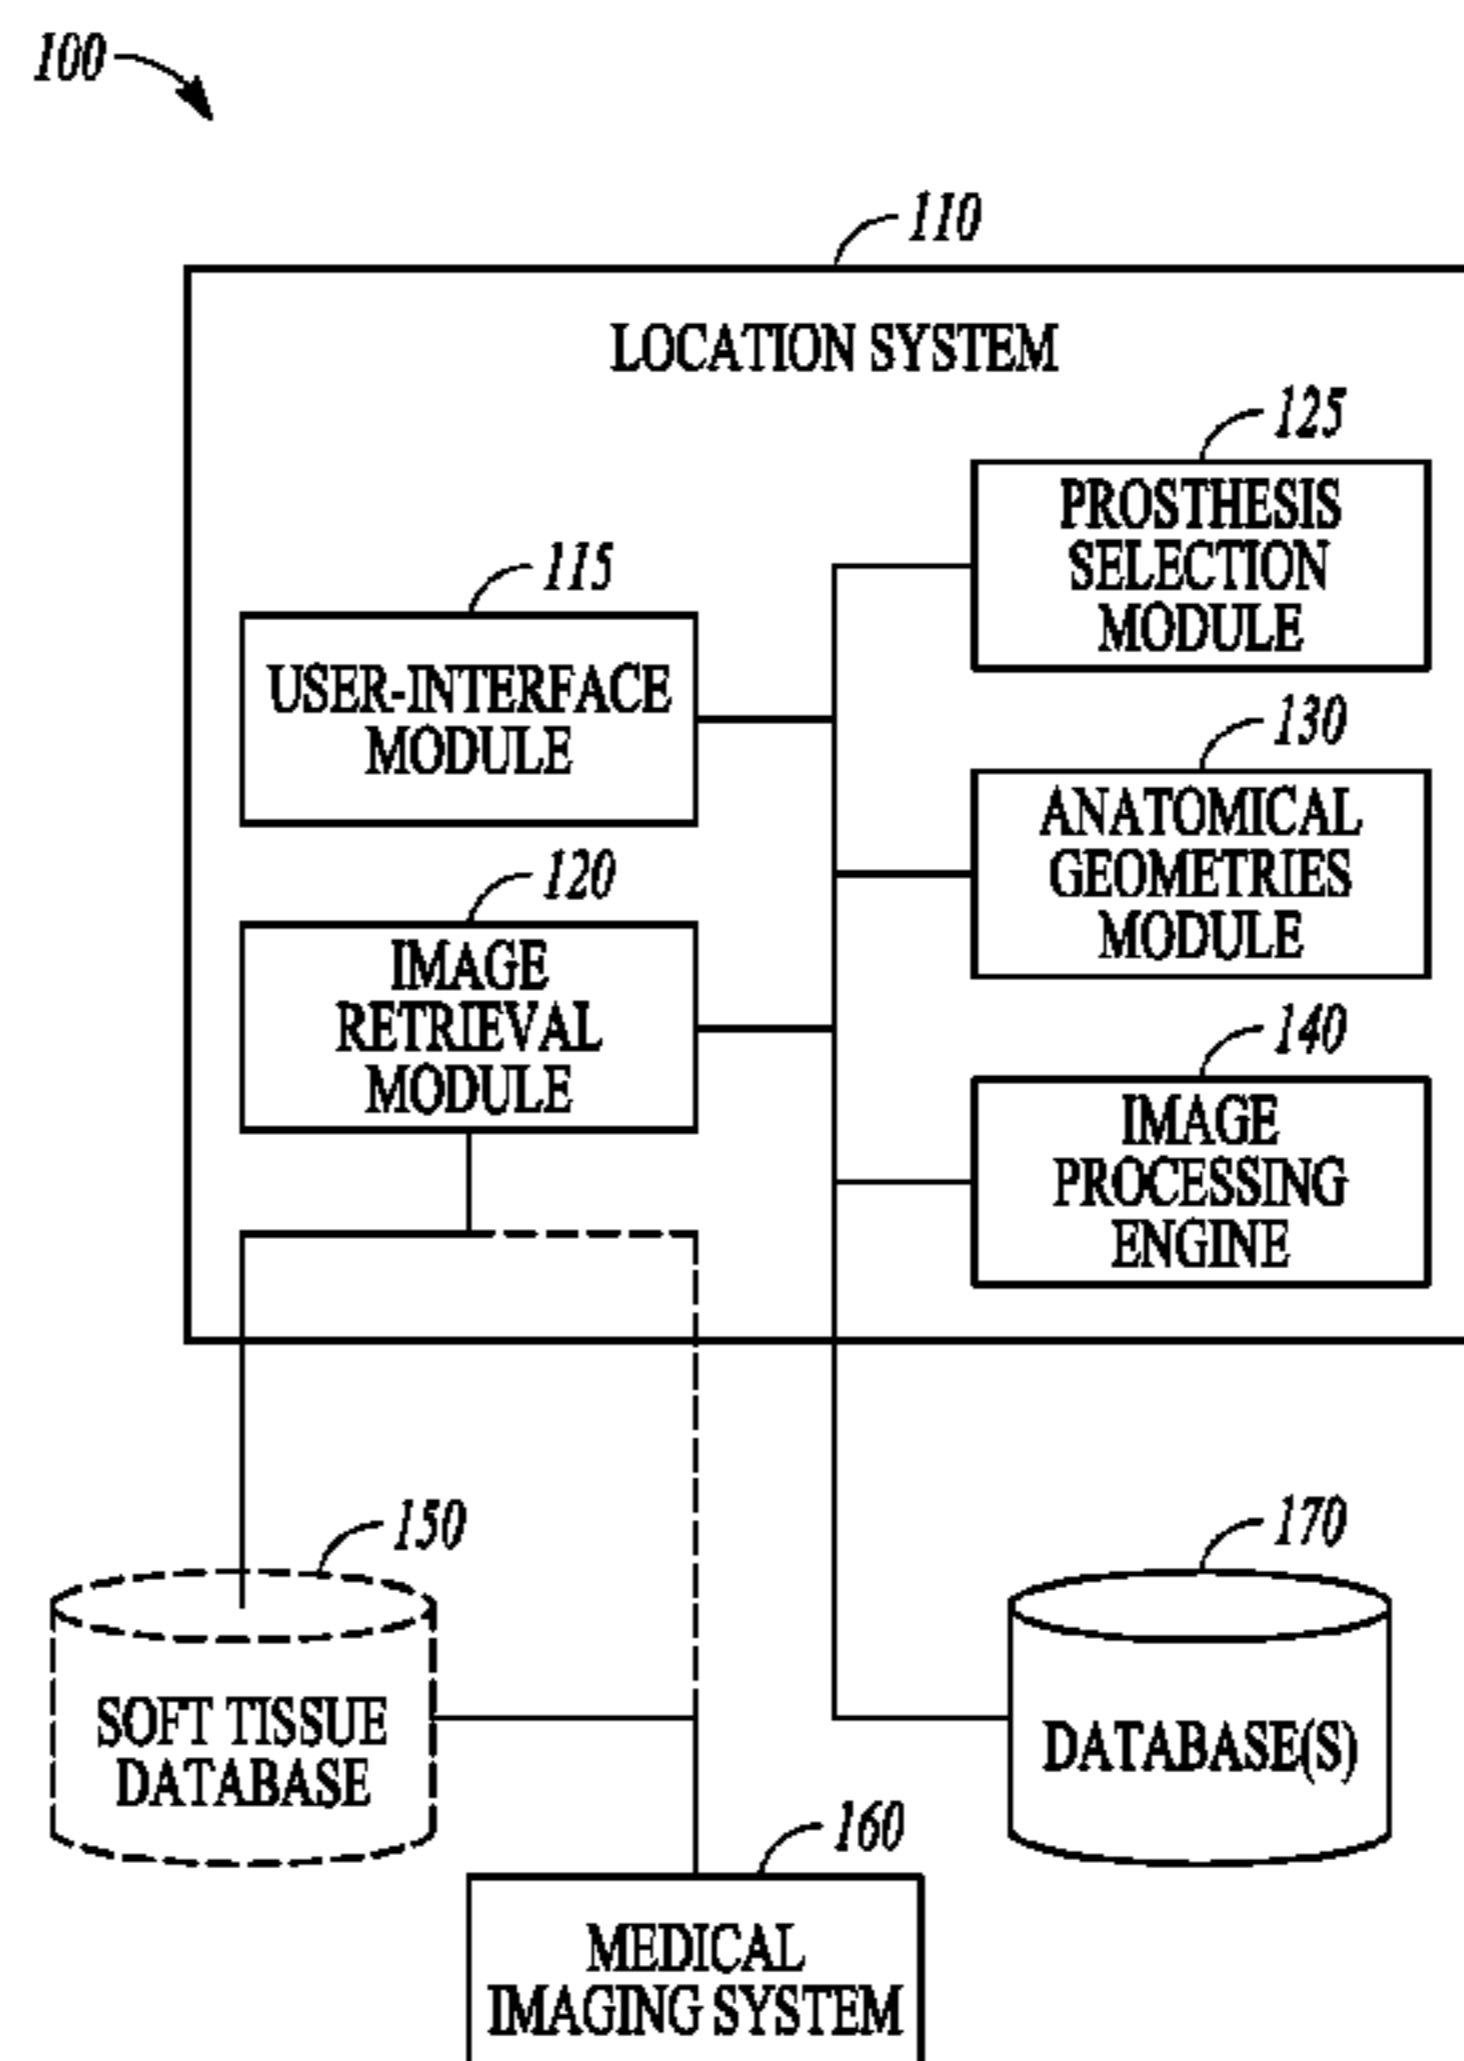 100
110
LOCATION SYSTEM
125
PROSTHESIS
SELECTION
MODULE
115
USER-INTERFACE
MODULE
130
ANATOMICAL
GEOMETRIES
MODULE
120
IMAGE
RETRIEVAL
MODULE
140
IMAGE
PROCESSING
ENGINE
150
SOFT TISSUE
DATABASE
170
DATABASE(S)
160
MEDICAL
IMAGING SYSTEM